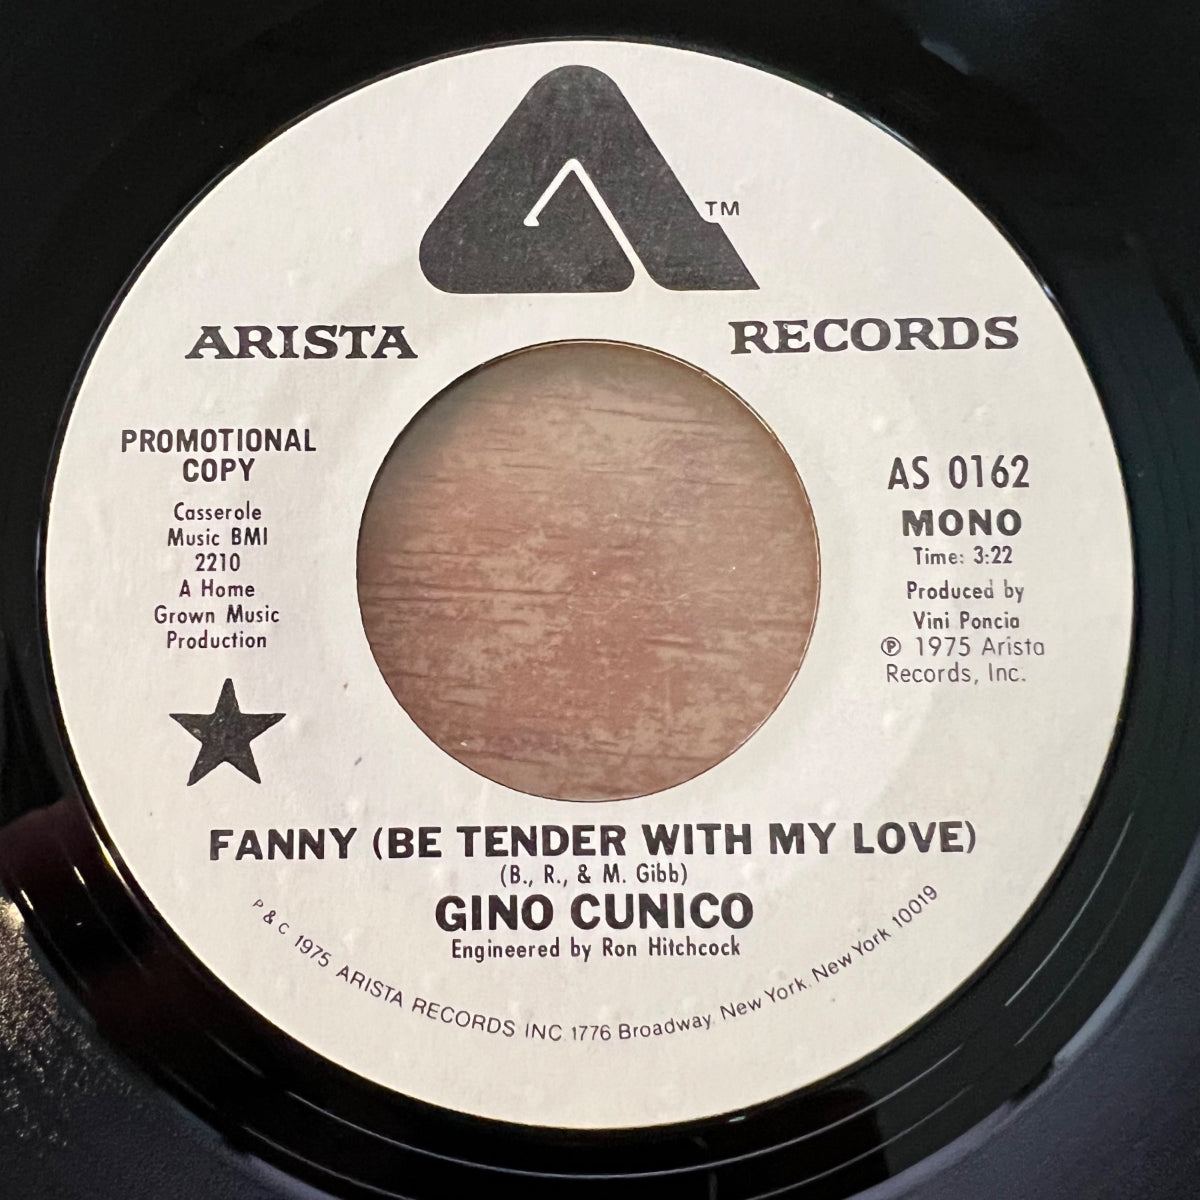 TM
ARISTA RECORDS
PROMOTIONAL
COPY
Casserole
Music BMI
2210
A Home
Grown Music
Production
AS 0162
MONO
Time: 3:22
Produced by
Vini Poncia
℗ 1975 Arista
Records, Inc.
FANNY (BE TENDER WITH MY LOVE)
(B., R., & M. Gibb)
GINO CUNICO
Engineered by Ron Hitchcock
P & C 1975 ARISTA RECORDS INC. 1776 Broadway, New York, New York 10019